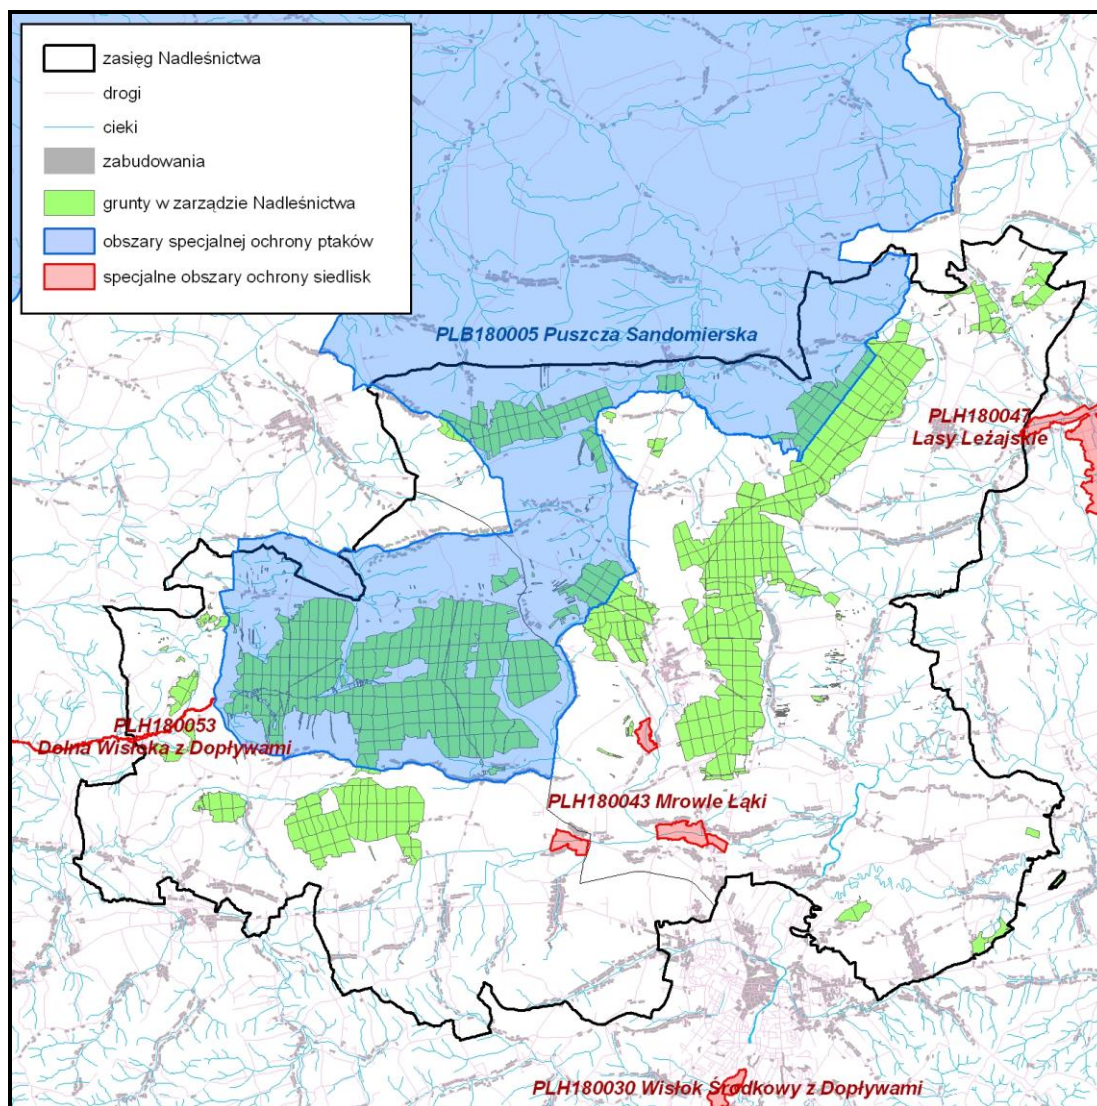 zasięg Nadleśnictwa
drogi
cieki
zabudowania
grunty w zarządzie Nadleśnictwa
obszary specjalnej ochrony ptaków
specjalne obszary ochrony siedlisk
PLB180005 Puszcza Sandomierska
PLH180047
Lasy Leżajskie
PLH180053
Dolna Wisłoka z Dopływami
PLH180043 Mrowle Łąki
PLH180030 Wisłok Środkowy z Dopływami